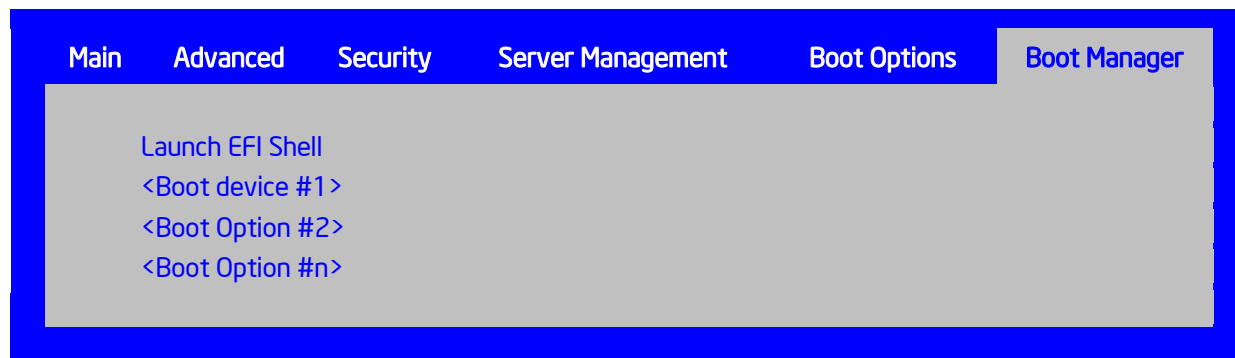 Main Advanced Security Server Management Boot Options Boot Manager
Launch EFI Shell
<Boot device #1>
<Boot Option #2>
<Boot Option #n>